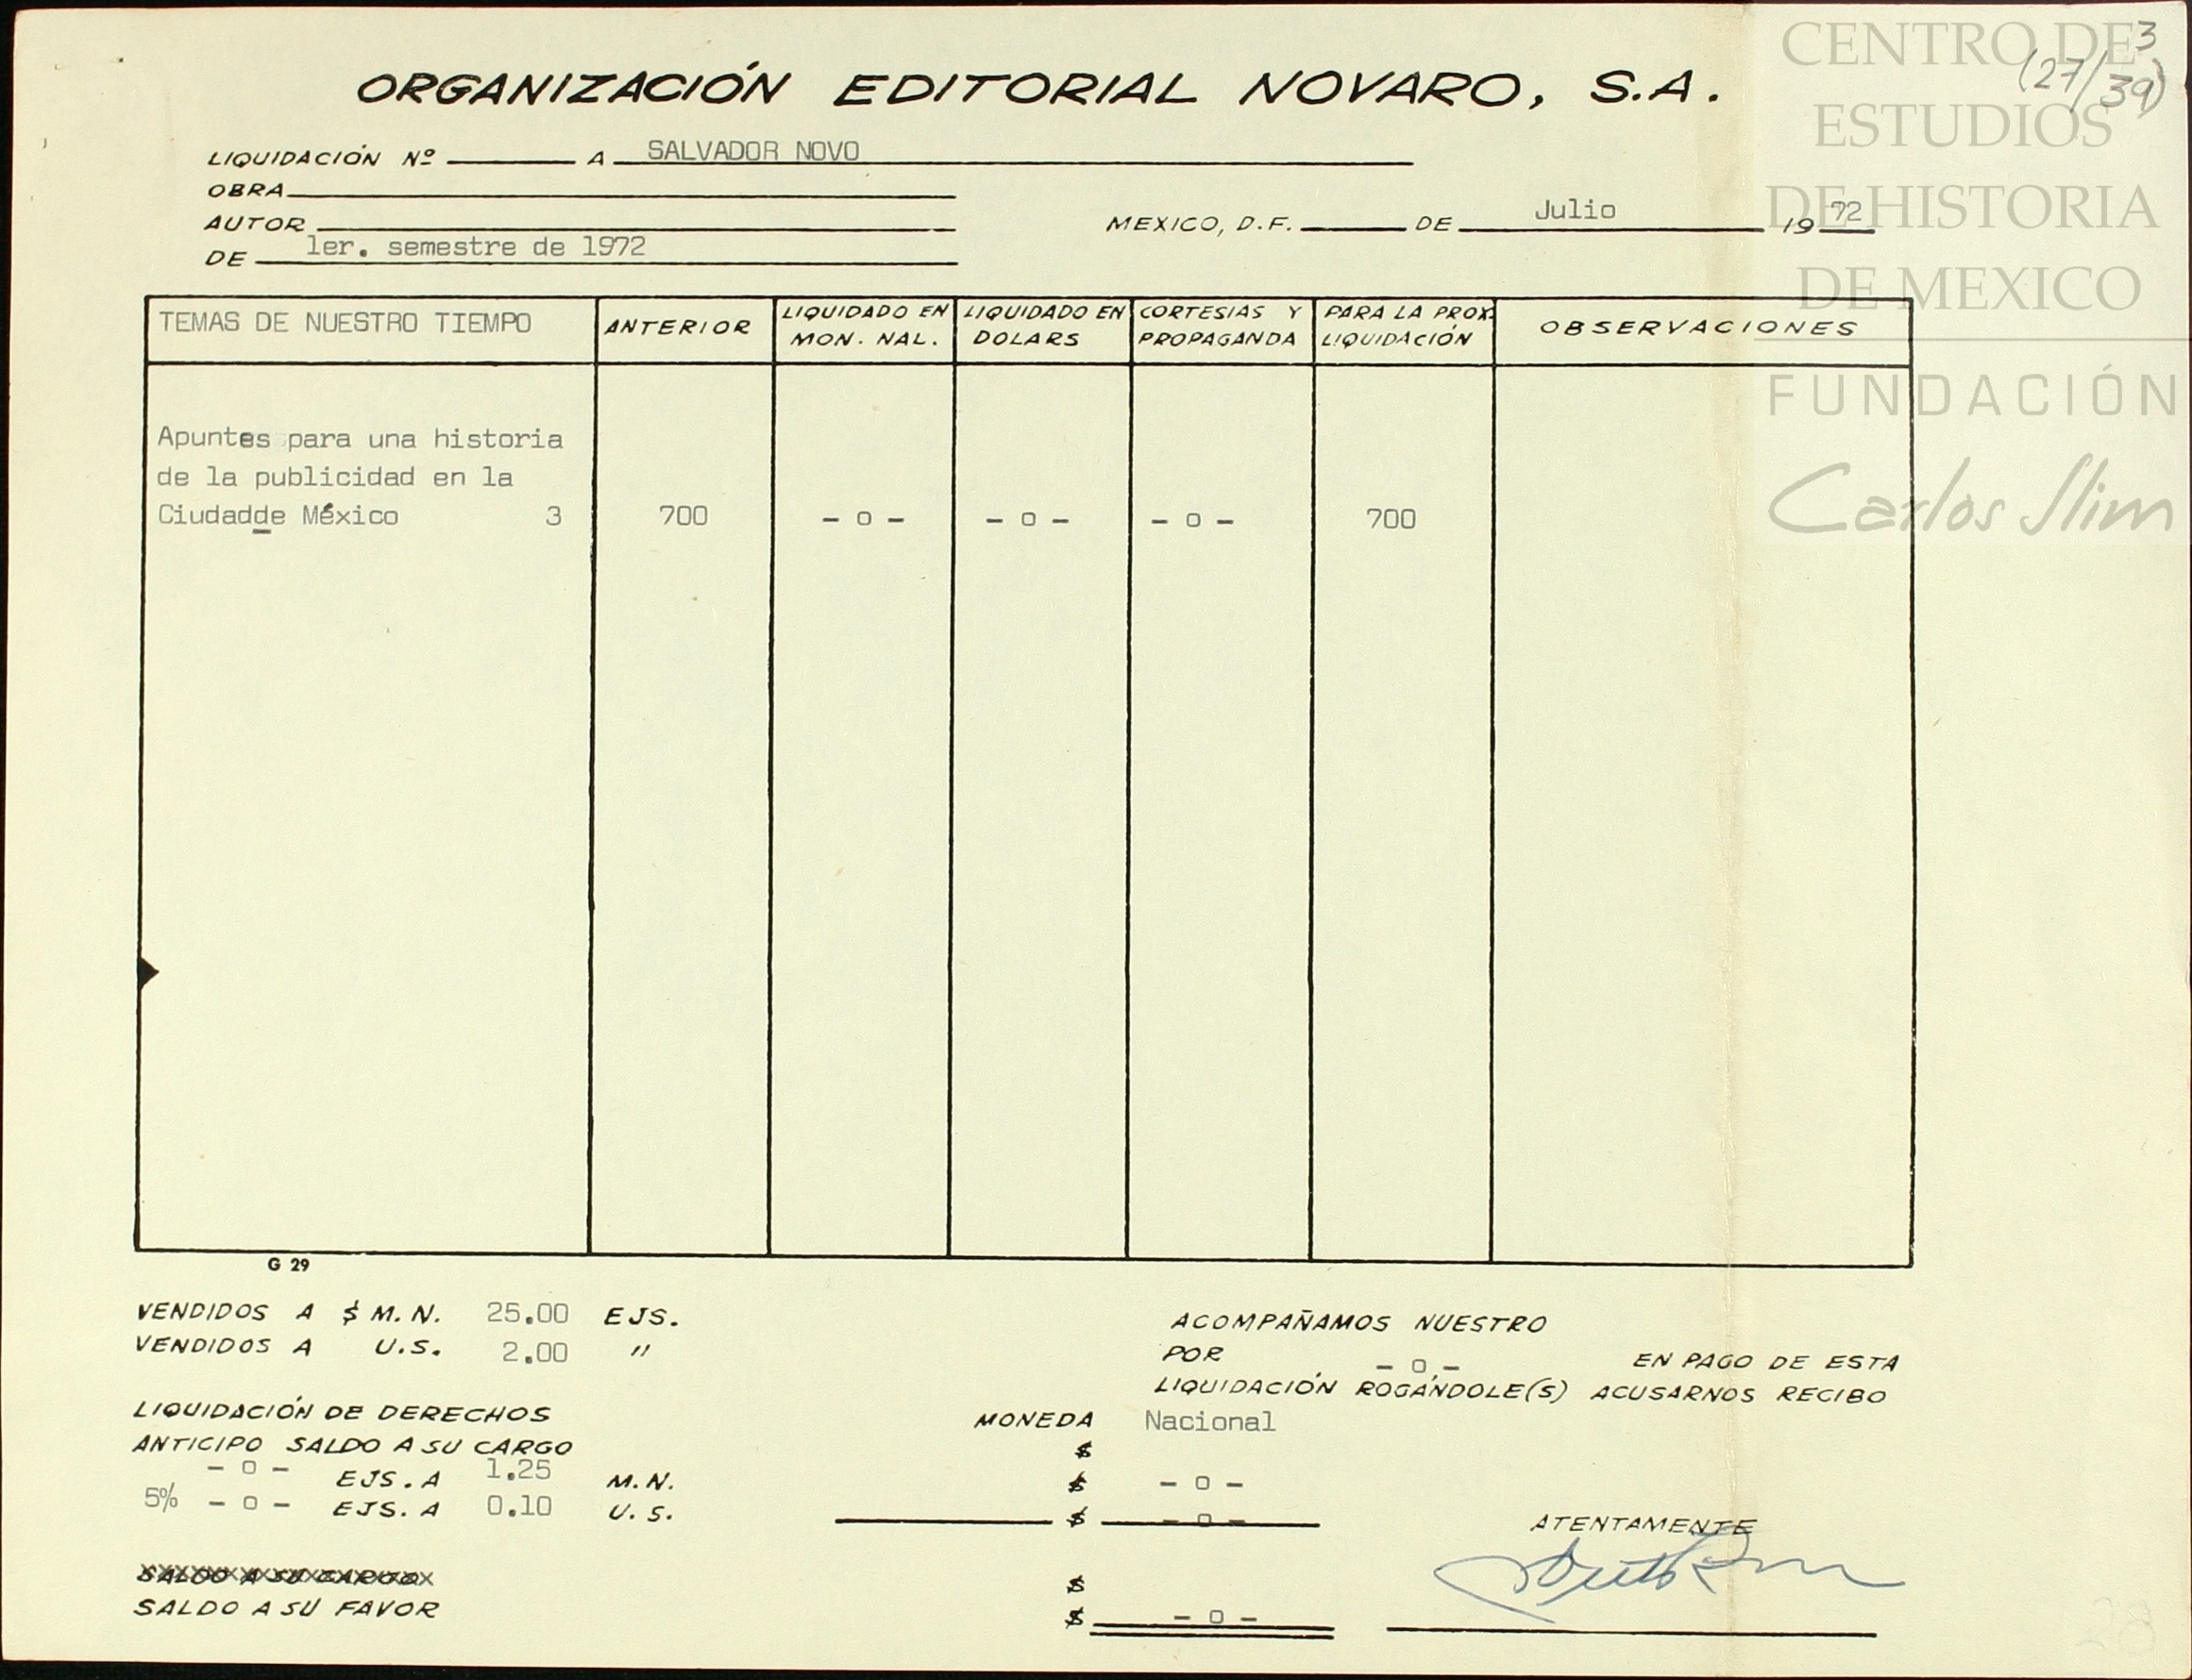 CENTRO DE
ESTUDIOS
DE HISTORIA
DE MEXICO
FUNDACIÓN
Carlos Slim
3
(27/39)
ORGANIZACIÓN EDITORIAL NOVARO, S.A.
LIQUIDACIÓN Nº A SALVADOR NOVO
OBRA
AUTOR
MEXICO, D.F. DE Julio 19 72
DE 1er. semestre de 1972
TEMAS DE NUESTRO TIEMPO ANTERIOR LIQUIDADO EN MON. NAL. LIQUIDADO EN DOLARS CORTESIAS Y PROPAGANDA PARA LA PROX. LIQUIDACIÓN OBSERVACIONES
Apuntes para una historia
de la publicidad en la
Ciudadde México 3 700 - o - - o - - o - 700
G 29
VENDIDOS A $ M.N. 25.00 EJS.
VENDIDOS A U.S. 2.00 "
ACOMPAÑAMOS NUESTRO
POR - o - EN PAGO DE ESTA
LIQUIDACIÓN ROGÁNDOLE(S) ACUSARNOS RECIBO
LIQUIDACIÓN DE DERECHOS
MONEDA Nacional
ANTICIPO SALDO A SU CARGO $
- o - EJS. A 1.25 M.N. $ - o -
5% - o - EJS. A 0.10 U.S. $ - o -
ATENTAMENTE
SALDO A SU CARGO $
SALDO A SU FAVOR $ - o -